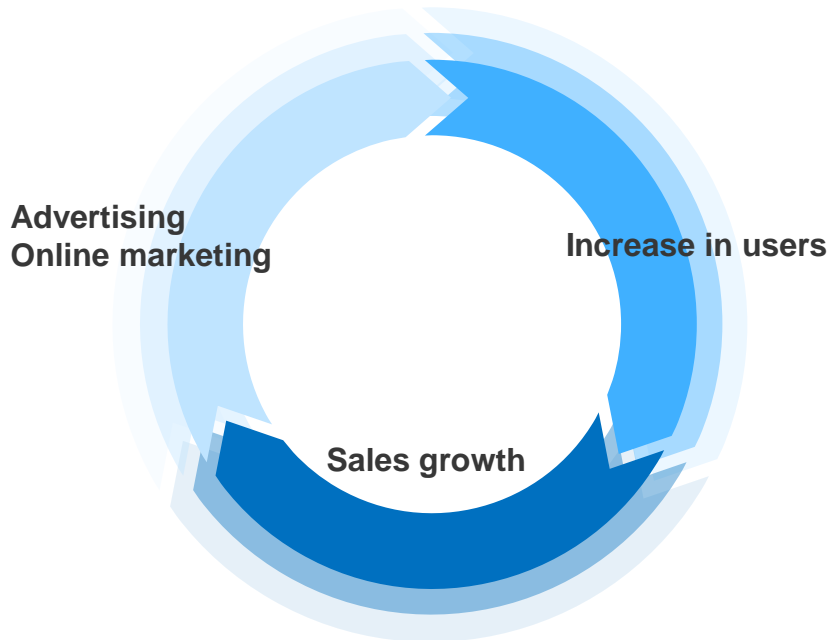 Advertising
Online marketing
Increase in users
Sales growth